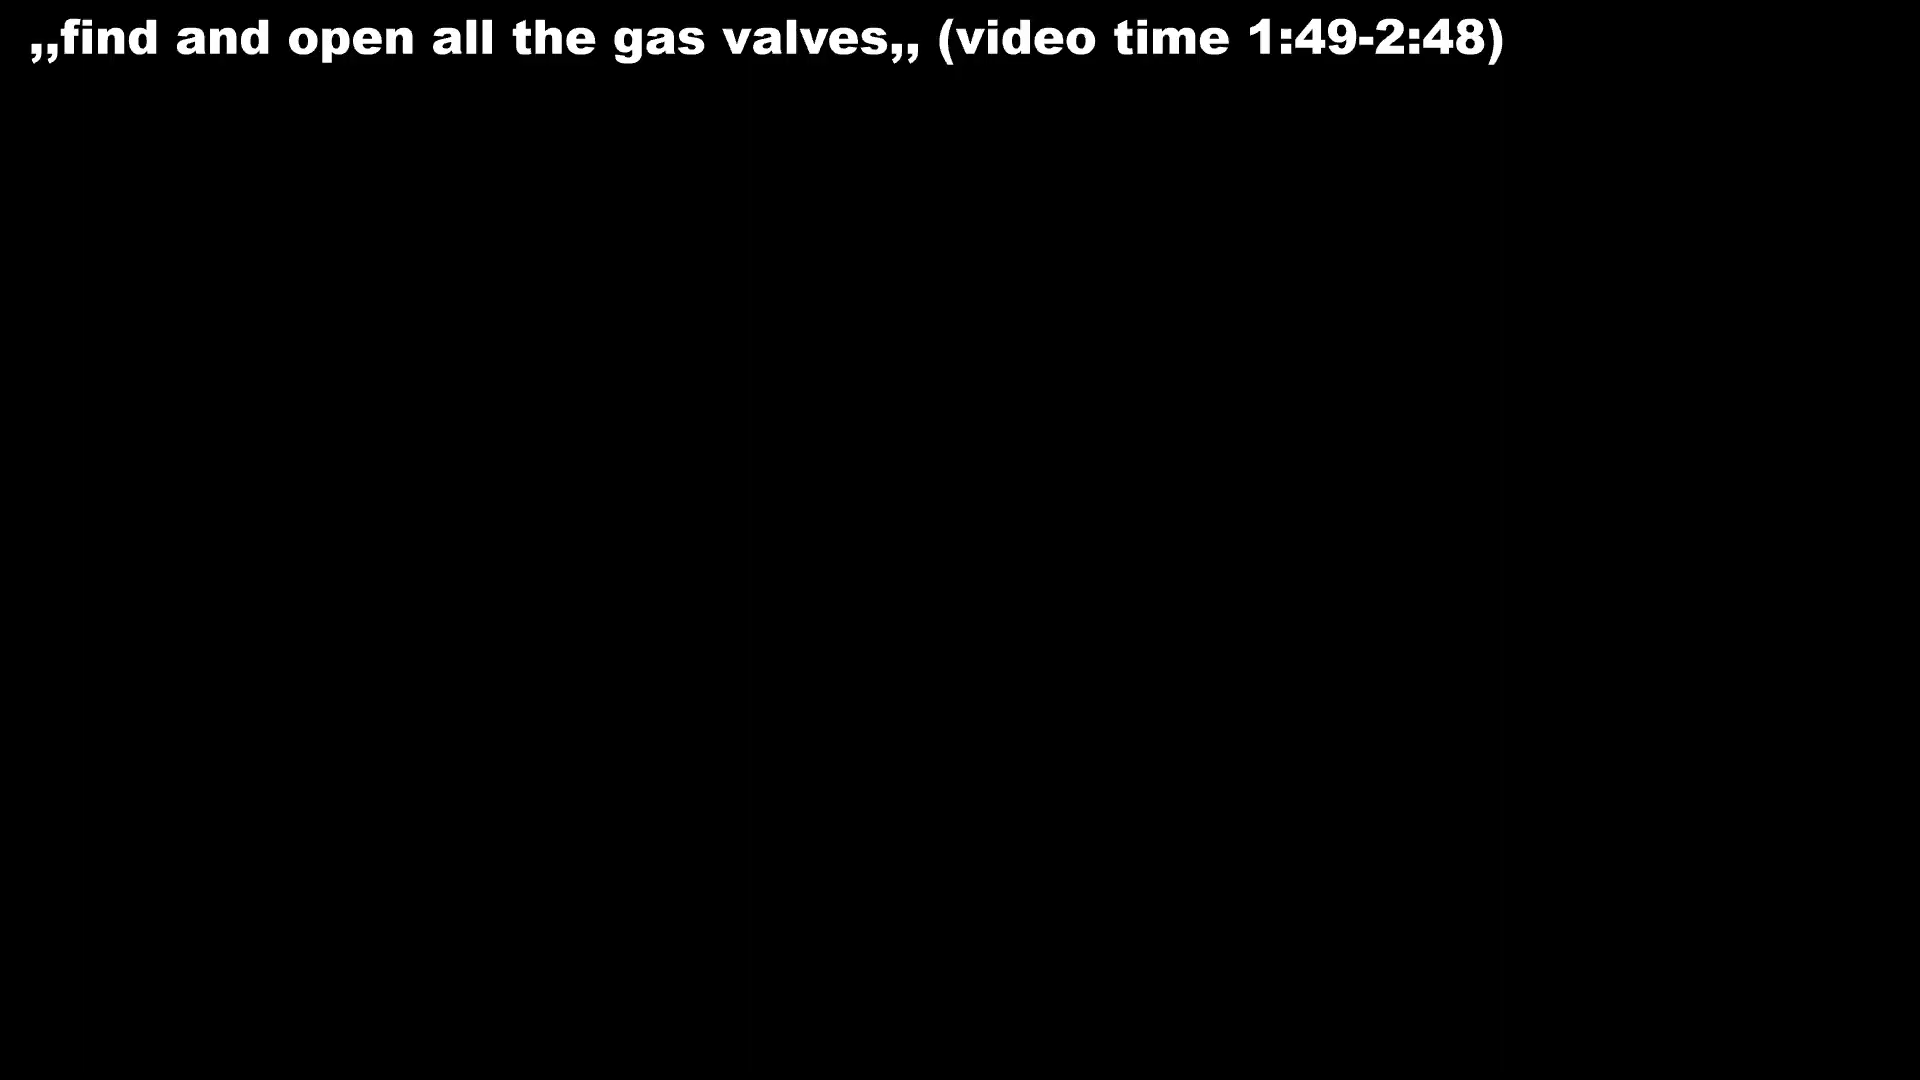 ,,find and open all the gas valves,, (video time 1:49-2:48)